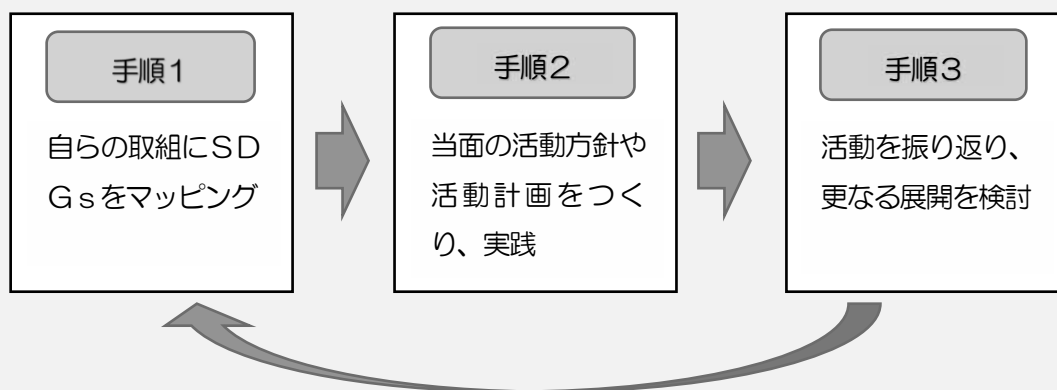 手順1
自らの取組にSD
Gsをマッピング
手順2
当面の活動方針や
活動計画をつく
り、実践
手順3
活動を振り返り、
更なる展開を検討